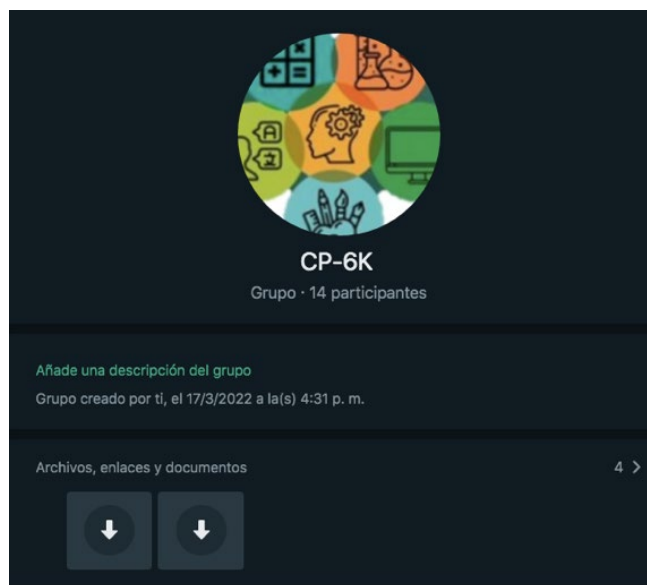 A
文
CP-6K
Grupo · 14 participantes
Añade una descripción del grupo
Grupo creado por ti, el 17/3/2022 a la(s) 4:31 p. m.
Archivos, enlaces y documentos 4